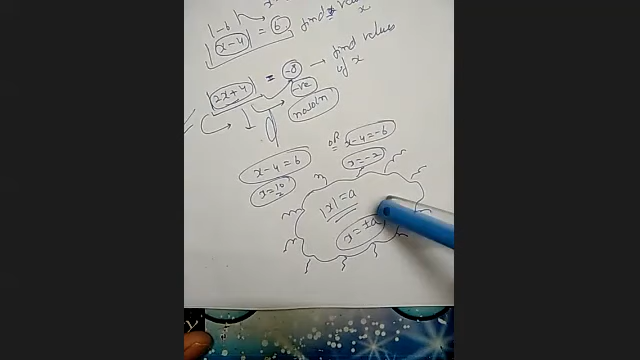 |-6
|x-4| = 6, find values
x
|2x+4| = -8 → find values
of x
-ve
no soln
x-4=6 or x-4=-6
x=10 x=-2
|x|=a
x=±a